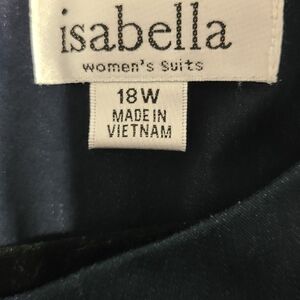 isabella
women's suits
18W
MADE IN
VIETNAM